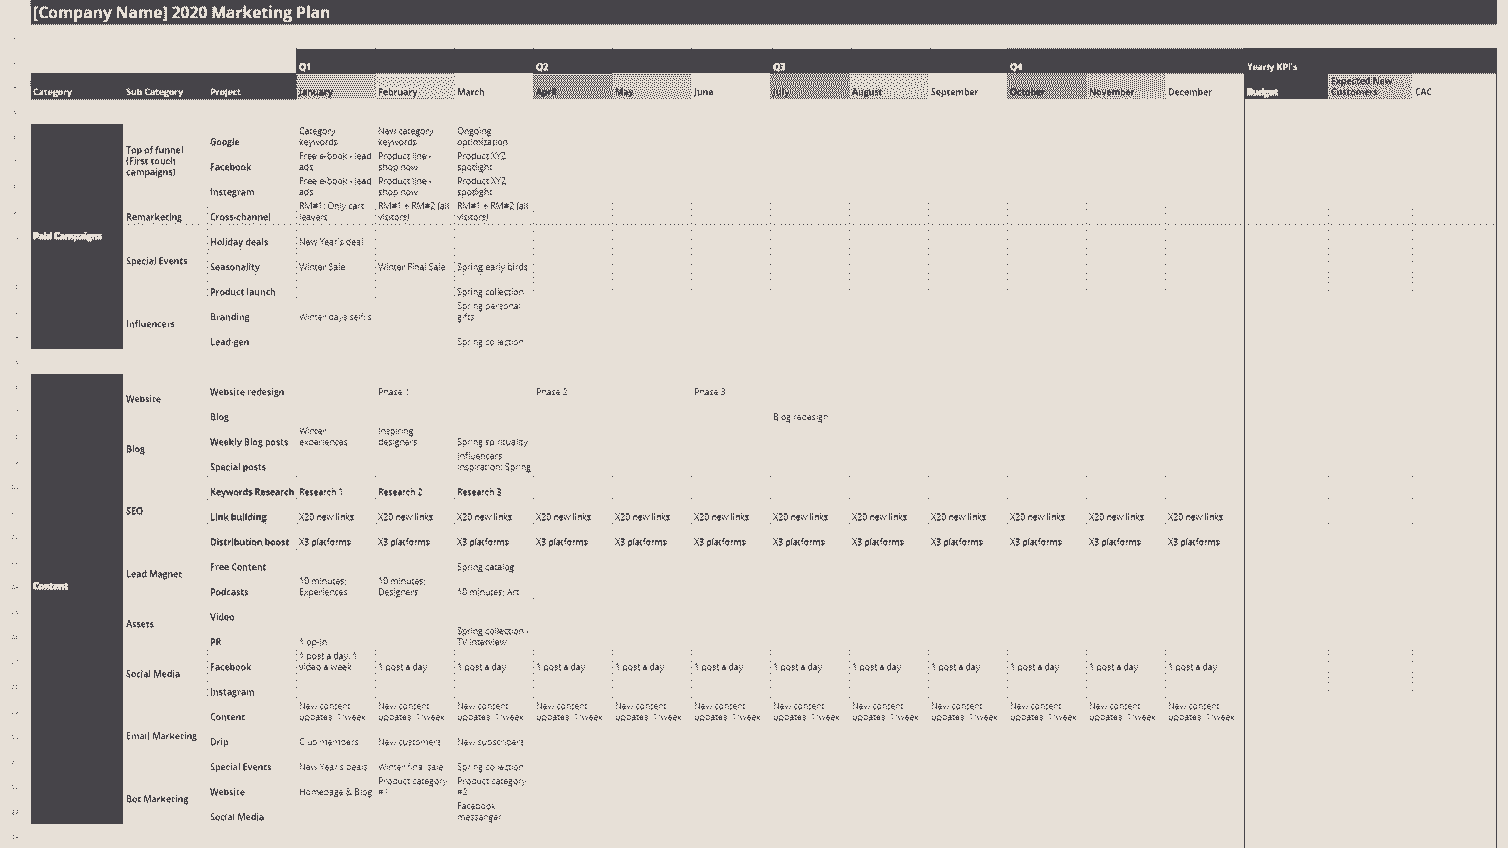 [Company Name] 2020 Marketing Plan
Q1 Q2 Q3 Q4 Yearly KPI's
Category Sub Category Project January February March April May June July August September October November December Budget Expected New Customers CAC
Paid Campaigns
Top of funnel (First touch campaigns)
Google Category keywords New category keywords Ongoing optimization
Facebook Free e-book - lead ads Product line - shop now Product XYZ spotlight
Instegram Free e-book - lead ads Product line - shop now Product XYZ spotlight
Remarketing Cross-channel RM#1: Only cart leavers RM#1 + RM#2 (all visitors) RM#1 + RM#2 (all visitors)
Special Events
Holiday deals New Year's deal
Seasonality Winter Sale Winter Final Sale Spring early birds
Product launch Spring collection
Influencers
Branding Winter days selfi's Spring personal gifts
Lead-gen Spring collection
Content
Website
Website redesign Phase 1 Phase 2 Phase 3
Blog Blog redesign
Blog
Weekly Blog posts Winter experiences Inspiring designers Spring spirituality
Special posts Influencers inspiration: Spring
SEO
Keywords Research Research 1 Research 2 Research 3
Link building X20 new links X20 new links X20 new links X20 new links X20 new links X20 new links X20 new links X20 new links X20 new links X20 new links X20 new links X20 new links
Distribution boost X3 platforms X3 platforms X3 platforms X3 platforms X3 platforms X3 platforms X3 platforms X3 platforms X3 platforms X3 platforms X3 platforms X3 platforms
Lead Magnet
Free Content Spring catalog
Podcasts 10 minutes: Experiences 10 minutes: Designers 10 minutes: Art
Assets
Video
PR 1 op-in Spring collection - TV interview
Social Media
Facebook 1 post a day, 1 video a week 1 post a day 1 post a day 1 post a day 1 post a day 1 post a day 1 post a day 1 post a day 1 post a day 1 post a day 1 post a day 1 post a day
Instagram
Email Marketing
Content New content updates 1/week New content updates 1/week New content updates 1/week New content updates 1/week New content updates 1/week New content updates 1/week New content updates 1/week New content updates 1/week New content updates 1/week New content updates 1/week New content updates 1/week New content updates 1/week
Drip Club members New customers New subscribers
Special Events New Year's deals Winter final sale Spring collection
Bot Marketing
Website Homepage & Blog Product category #1 Product category #2
Social Media Facebook messanger